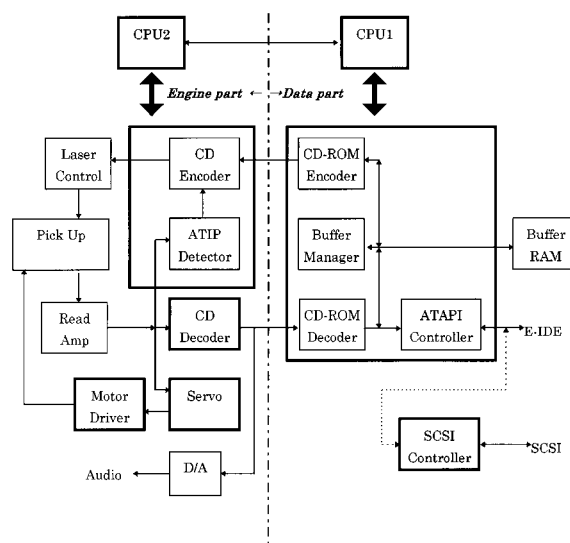 CPU2
CPU1
Engine part ← → Data part
Laser
Control
CD
Encoder
CD-ROM
Encoder
Pick Up
ATIP
Detector
Buffer
Manager
Buffer
RAM
Read
Amp
CD
Decoder
CD-ROM
Decoder
ATAPI
Controller
E-IDE
Motor
Driver
Servo
SCSI
Controller
SCSI
Audio
D/A